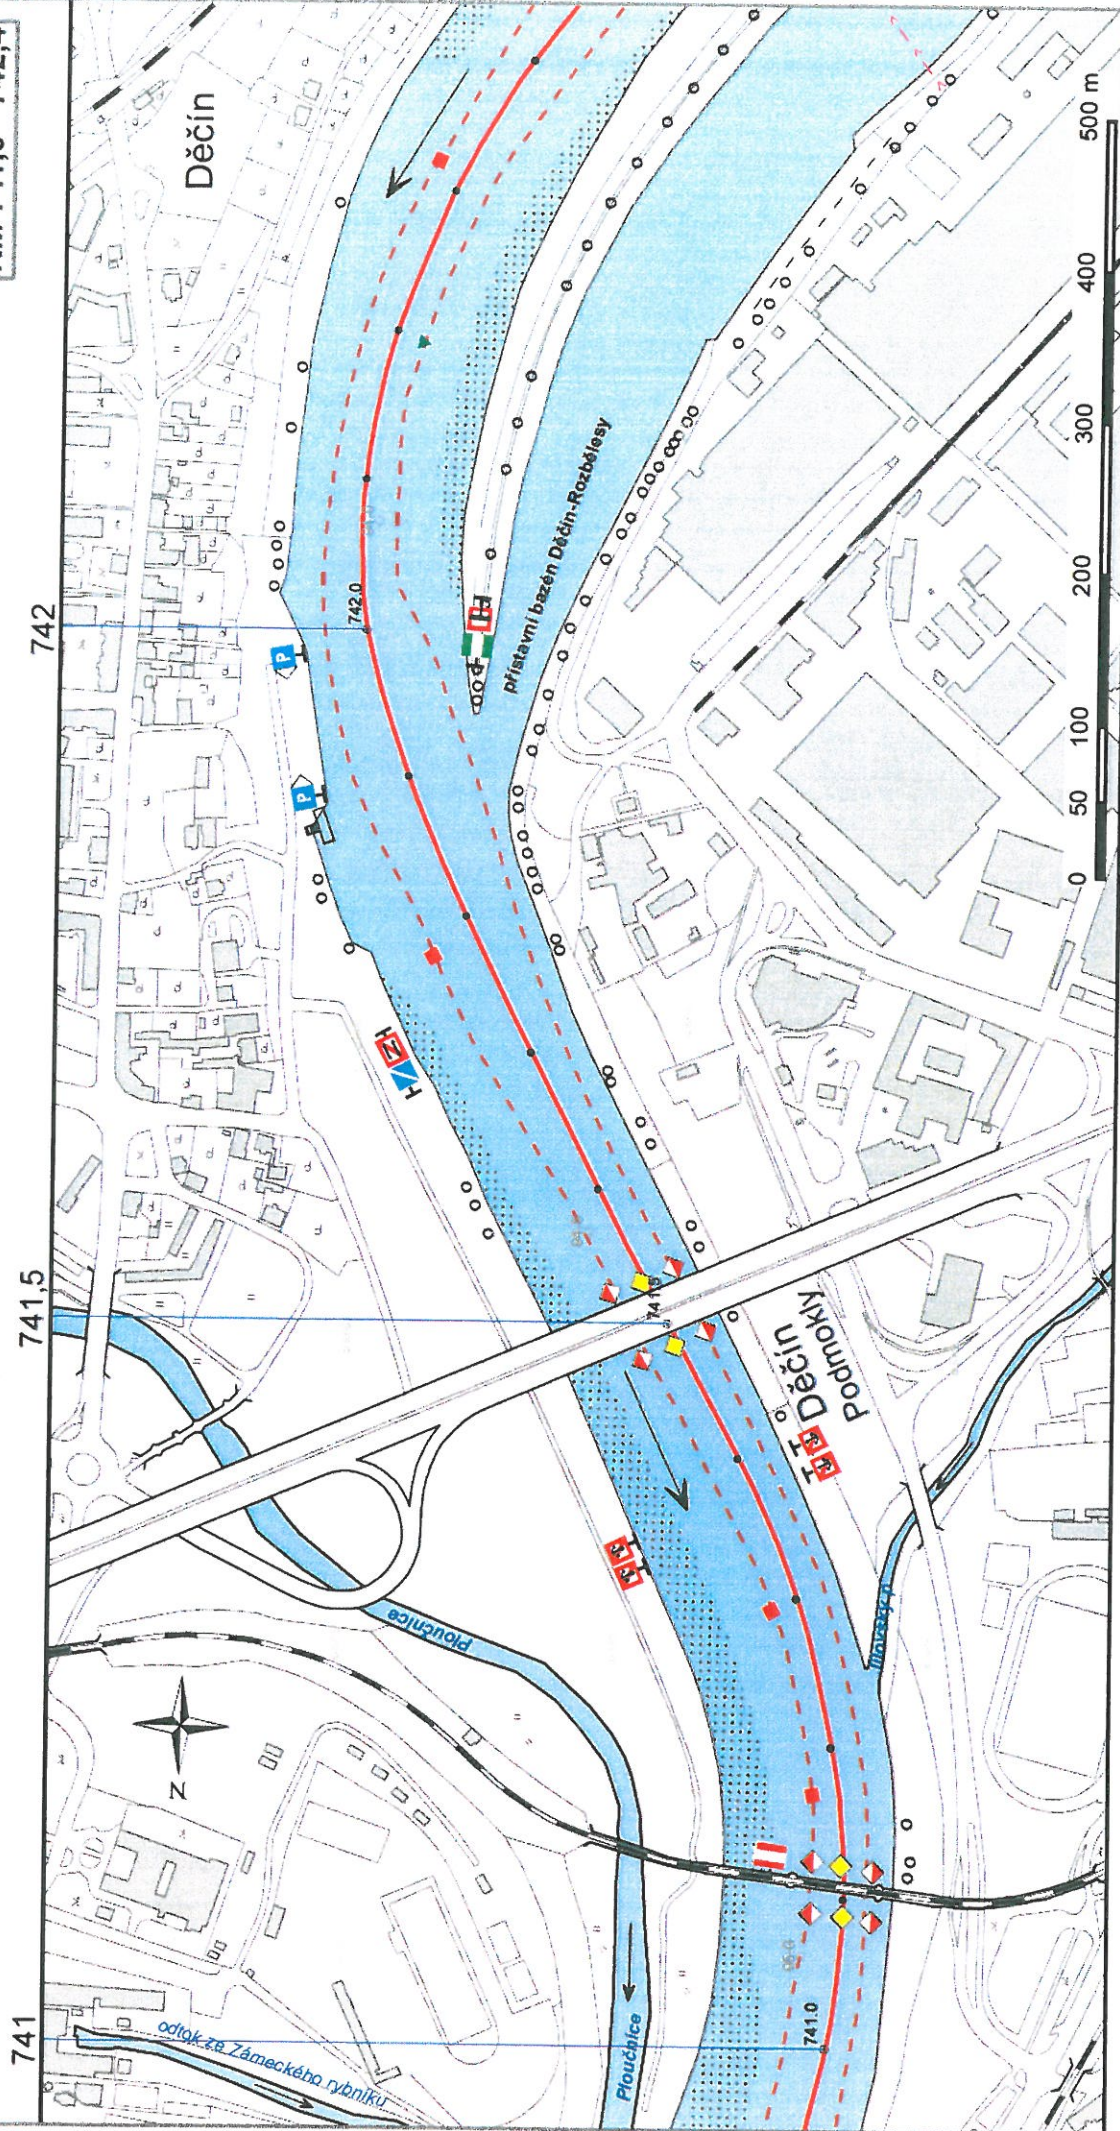 742
741,5
741
Děčín
742.0
P
P
přístavní bazén Děčín-Rozbělesy
H
H
Děčín
Podmokly
Ploučnice
Ploučnice
741.0
odtok ze Zámeckého rybníku
N
0
50
100
200
300
400
500 m